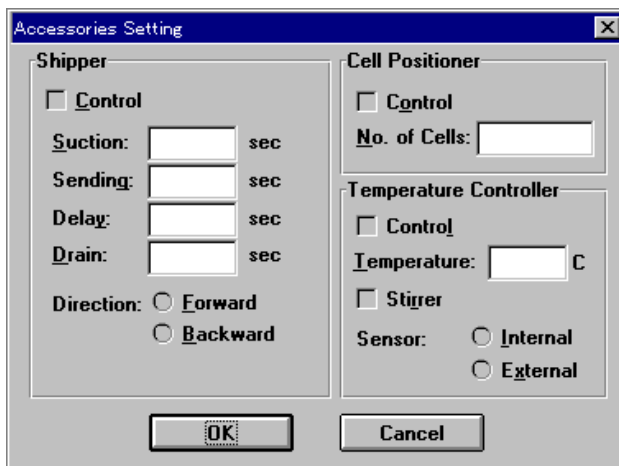 Accessories Setting
Shipper
Control
Suction: sec
Sending: sec
Delay: sec
Drain: sec
Direction: Forward
Backward
Cell Positioner
Control
No. of Cells:
Temperature Controller
Control
Temperature: C
Stirrer
Sensor: Internal
External
OK
Cancel